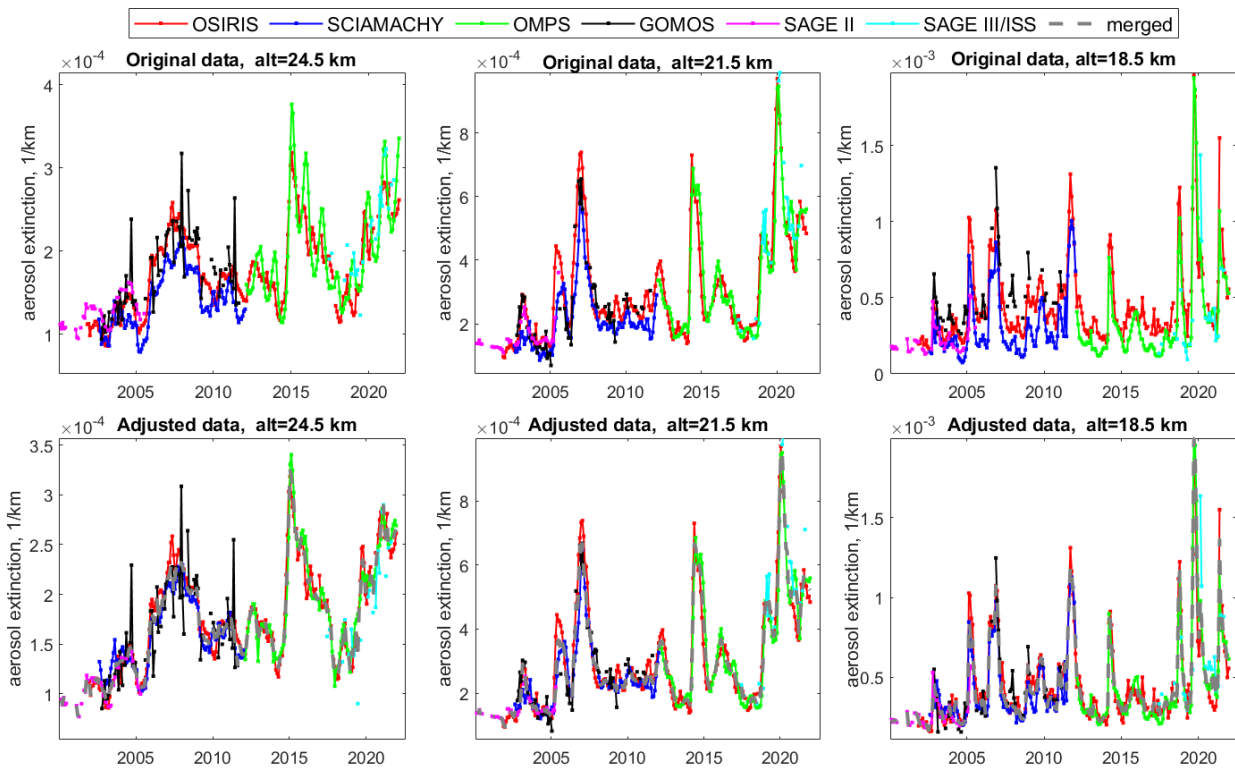 OSIRIS SCIAMACHY OMPS GOMOS SAGE II SAGE III/ISS merged
×10⁻⁴ Original data, alt=24.5 km
aerosol extinction, 1/km
4
3
2
1
2005 2010 2015 2020
×10⁻⁴ Original data, alt=21.5 km
aerosol extinction, 1/km
8
6
4
2
2005 2010 2015 2020
×10⁻³ Original data, alt=18.5 km
aerosol extinction, 1/km
1.5
1
0.5
0
2005 2010 2015 2020
×10⁻⁴ Adjusted data, alt=24.5 km
aerosol extinction, 1/km
3.5
3
2.5
2
1.5
1
2005 2010 2015 2020
×10⁻⁴ Adjusted data, alt=21.5 km
aerosol extinction, 1/km
8
6
4
2
2005 2010 2015 2020
×10⁻³ Adjusted data, alt=18.5 km
aerosol extinction, 1/km
1.5
1
0.5
2005 2010 2015 2020